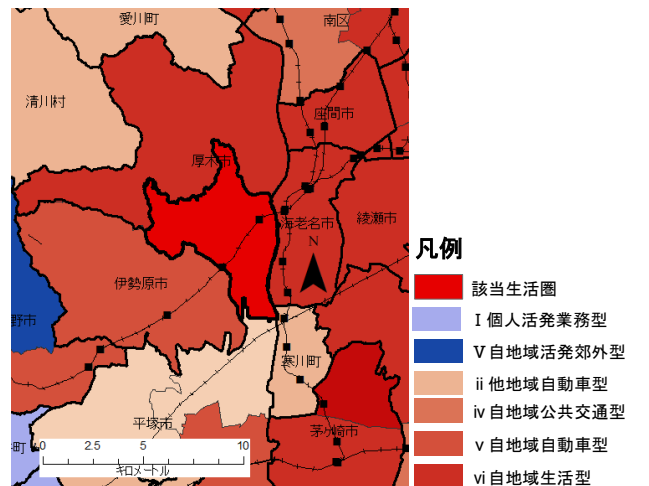 愛川町
南区
清川村
座間市
厚木市
海老名市
綾瀬市
N
伊勢原市
野市
寒川町
平塚市
茅ヶ崎市
町
0 2.5 5 10
キロメートル
凡例
該当生活圏
Ⅰ個人活発業務型
Ⅴ自地域活発郊外型
ⅱ他地域自動車型
ⅳ自地域公共交通型
ⅴ自地域自動車型
ⅵ自地域生活型